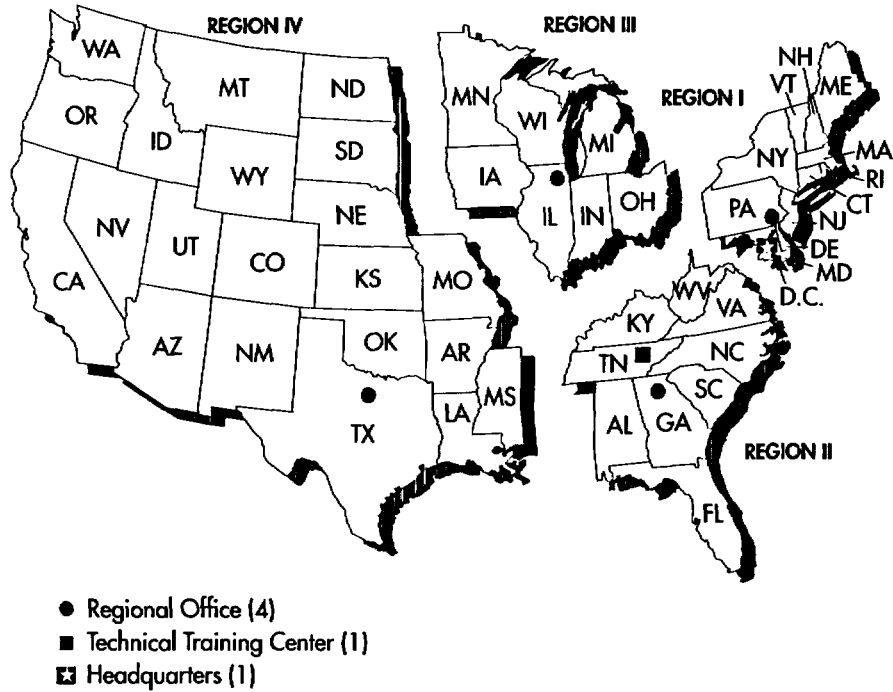 REGION IV
WA
OR
CA
NV
ID
MT
WY
UT
AZ
CO
NM
ND
SD
NE
KS
OK
TX
MO
AR
LA
MS
REGION III
MN
WI
MI
IA
IL
IN
OH
REGION I
NH
VT
ME
NY
MA
RI
CT
PA
NJ
DE
MD
D.C.
REGION II
WV
VA
KY
TN
NC
SC
AL
GA
FL
Regional Office (4)
Technical Training Center (1)
Headquarters (1)